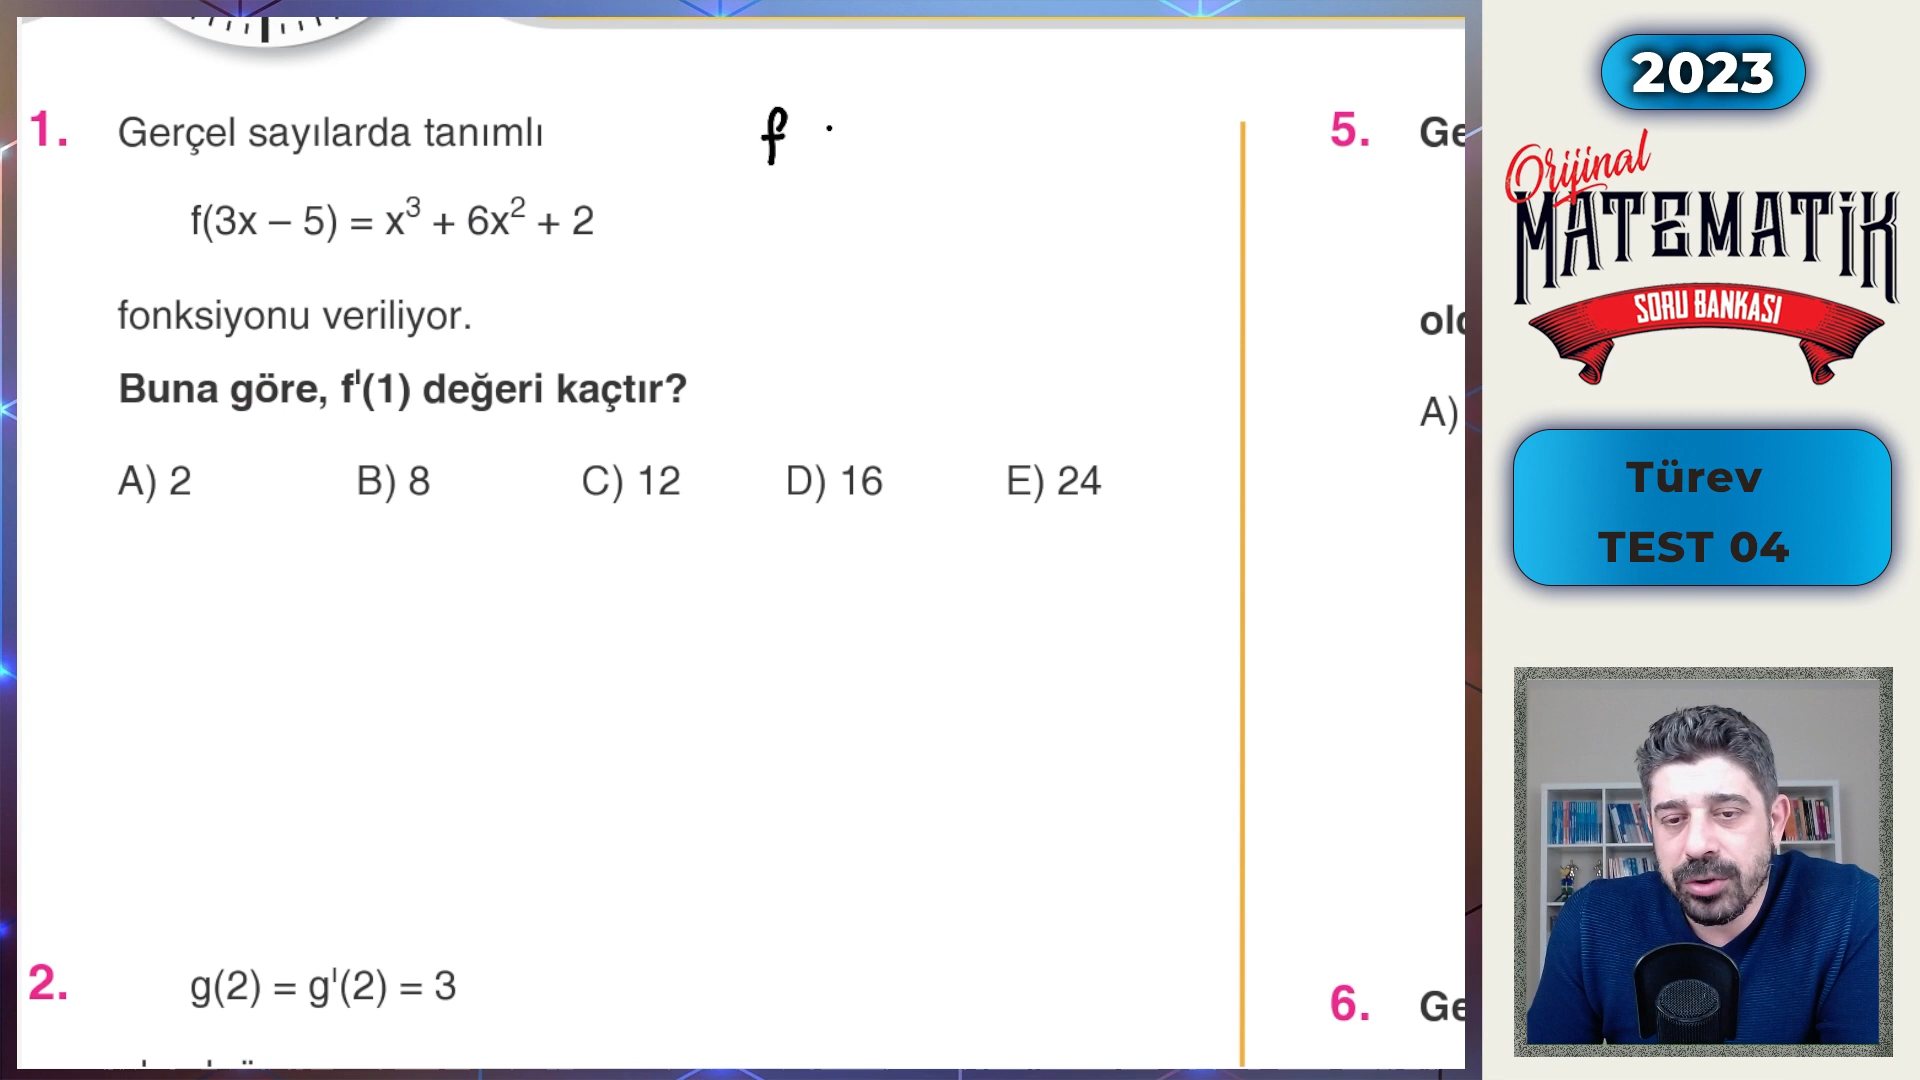 1. Gerçel sayılarda tanımlı
f
f(3x – 5) = x³ + 6x² + 2
fonksiyonu veriliyor.
Buna göre, f'(1) değeri kaçtır?
A) 2 B) 8 C) 12 D) 16 E) 24
2. g(2) = g'(2) = 3
5. Ge
A)
6. Ge
2023
Orijinal
MATEMATİK
SORU BANKASI
Türev
TEST 04